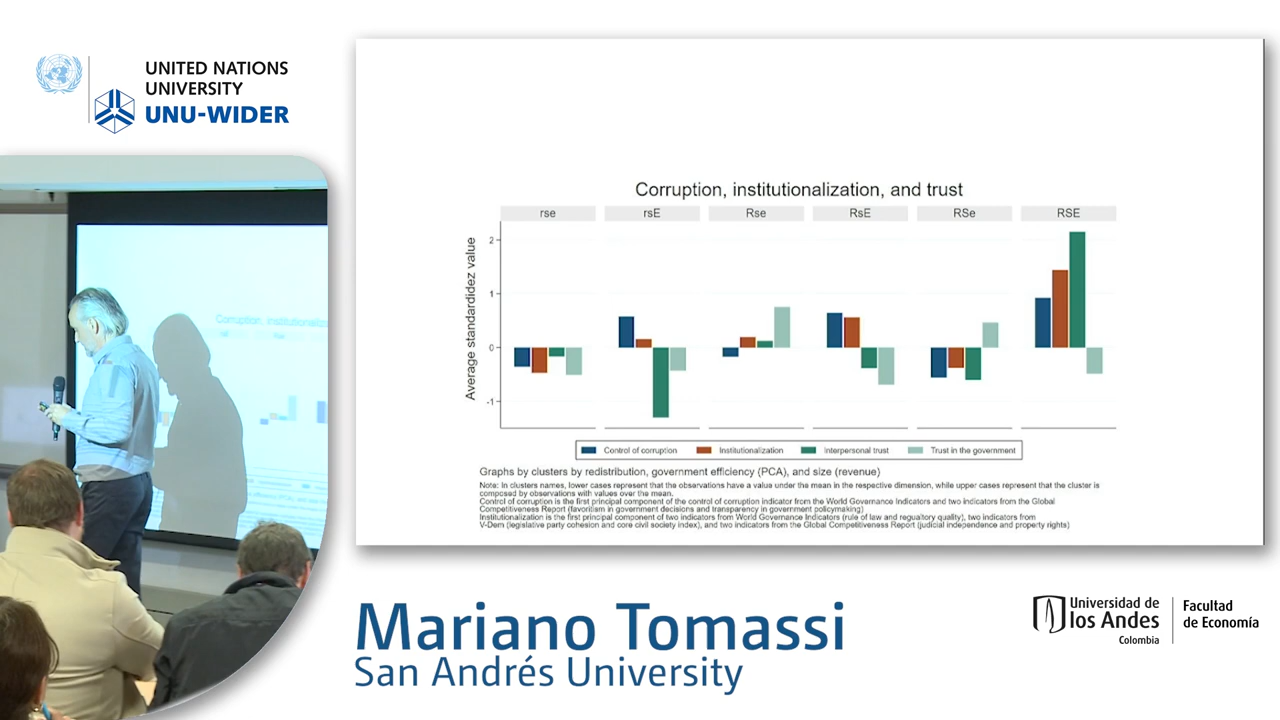 UNITED NATIONS
UNIVERSITY
UNU-WIDER
Corruption, institutionalization, and trust
rse
rsE
Rse
RsE
RSe
RSE
Average standardidez value
2
1
0
-1
Control of corruption
Institutionalization
Interpersonal trust
Trust in the government
Graphs by clusters by redistribution, government efficiency (PCA), and size (revenue)
Note: In clusters names, lower cases represent that the observations have a value under the mean in the respective dimension, while upper cases represent that the cluster is
composed by observations with values over the mean.
Control of corruption is the first principal component of the control of corruption indicator from the World Governance Indicators and two indicators from the Global
Competitiveness Report (favoritism in government decisions and transparency in government policymaking)
Institutionalization is the first principal component of two indicators from World Governance Indicators (rule of law and regualtory quality), two indicators from
V-Dem (legislative party cohesion and core civil society index), and two indicators from the Global Competitiveness Report (judicial independence and property rights)
Corruption, institutionaliza
Mariano Tomassi
San Andrés University
Universidad de
los Andes
Colombia
Facultad
de Economía